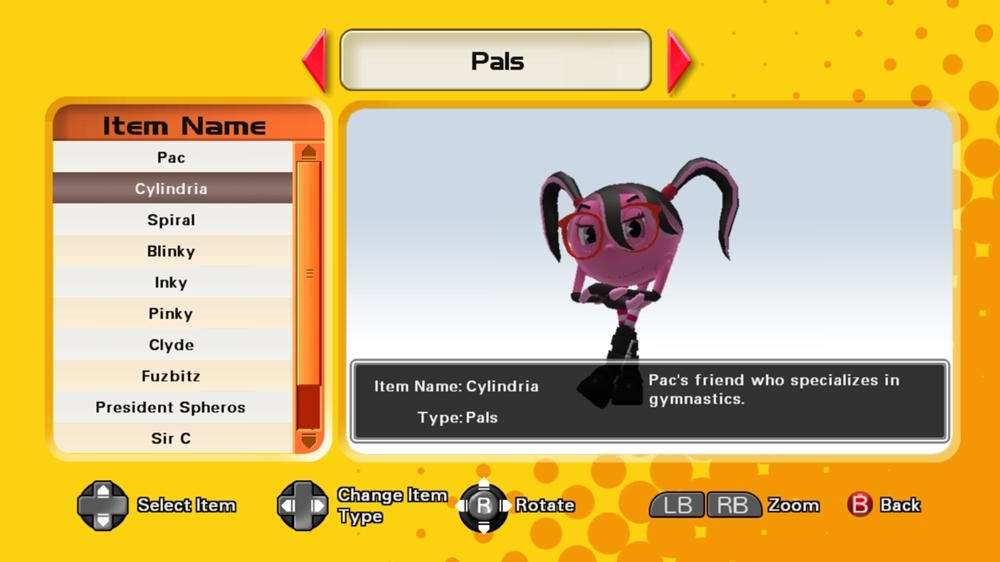 Pals
Item Name
Pac
Cylindria
Spiral
Blinky
Inky
Pinky
Clyde
Fuzbitz
President Spheros
Sir C
Item Name: Cylindria
Type: Pals
Pac's friend who specializes in
gymnastics.
Select Item
Change Item
Type
R
Rotate
LB RB Zoom
B Back